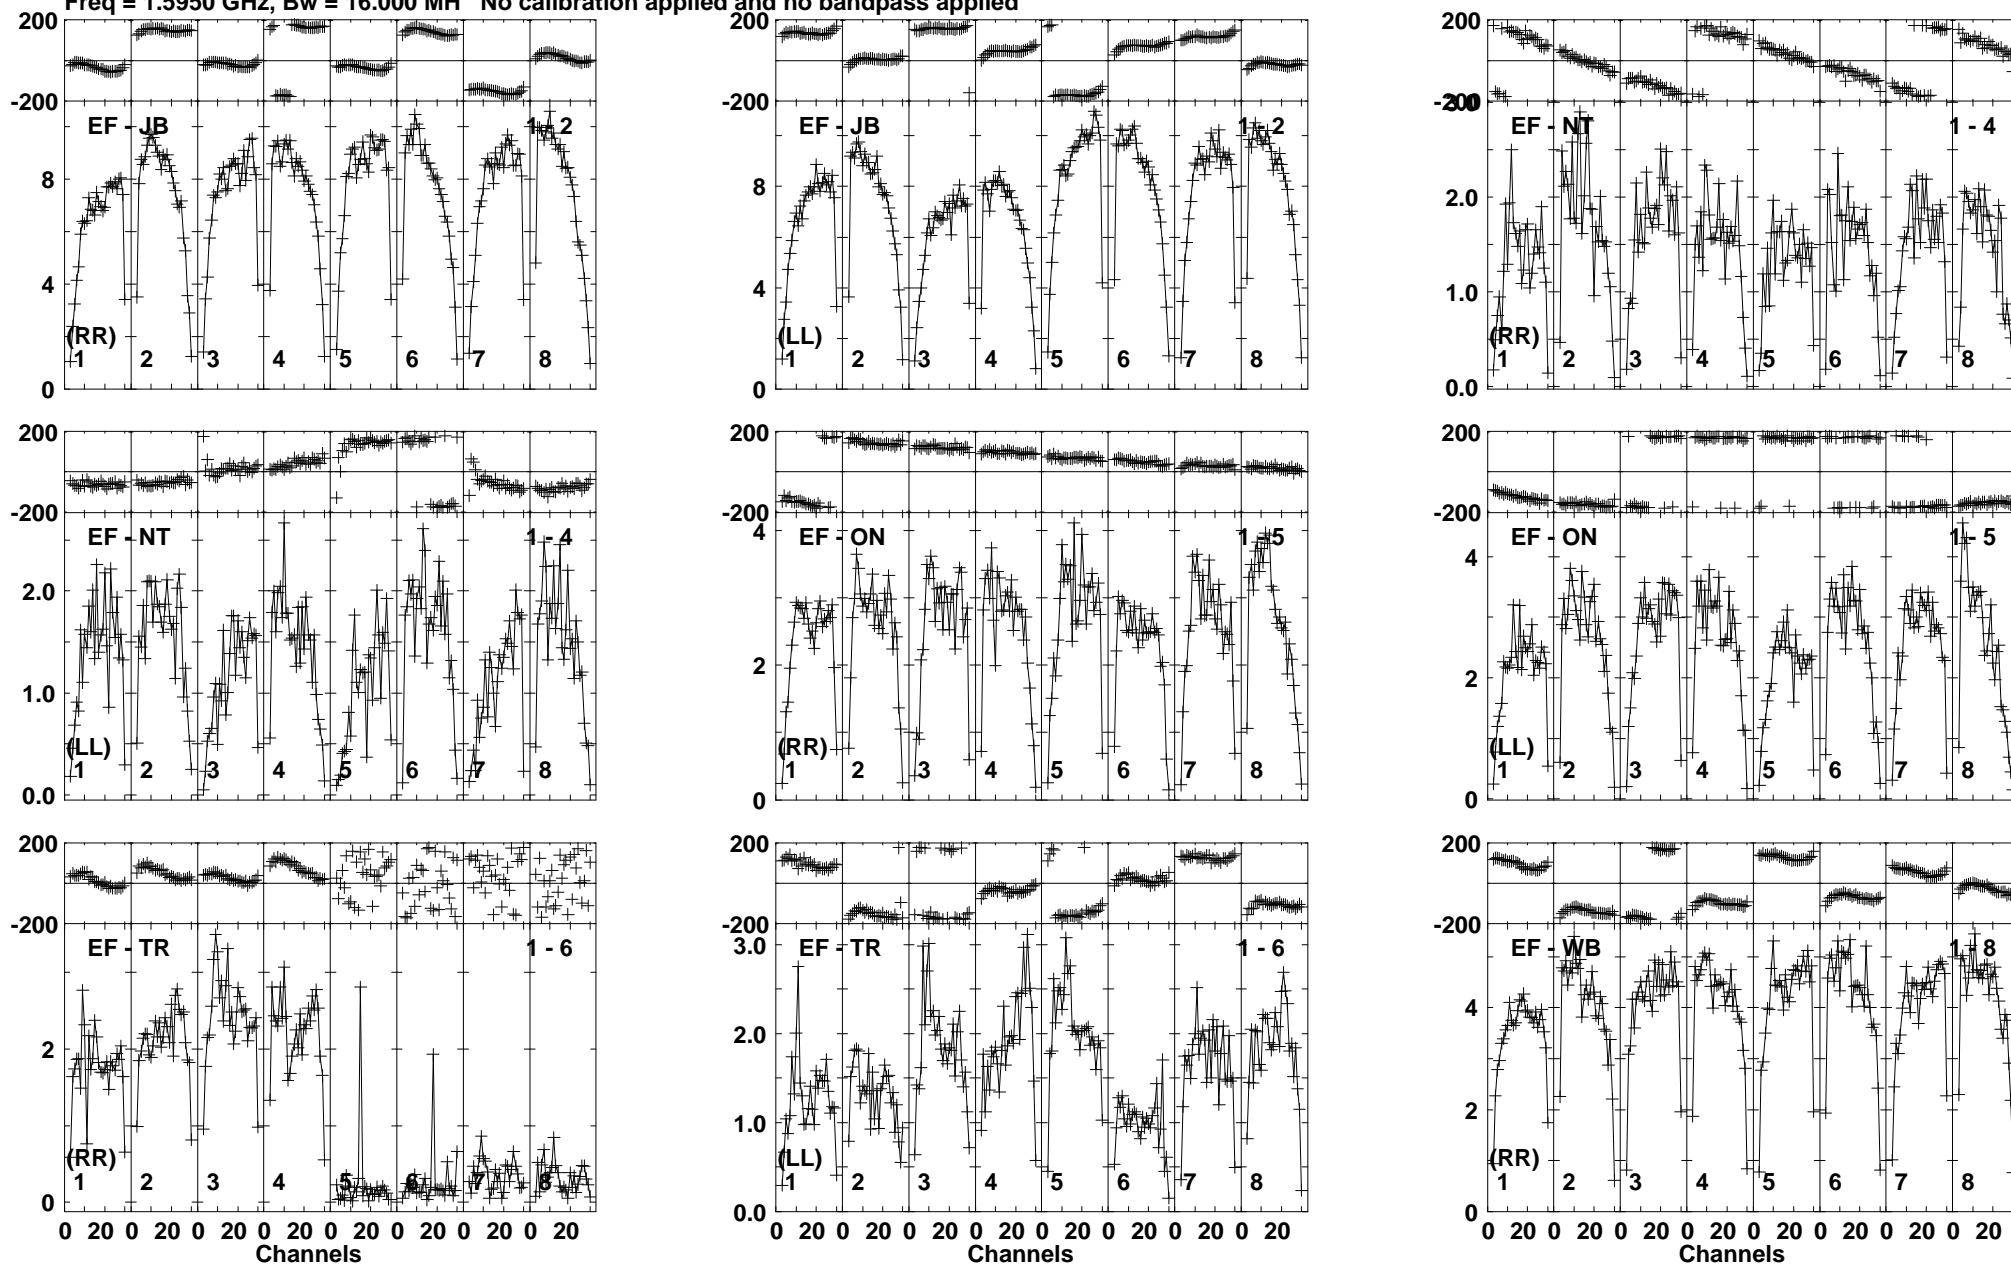 Freq = 1.5950 GHz, Bw = 16.000 MH No calibration applied and no bandpass applied
200
-200
EF - JB 1 - 2
8
4
0
(RR)
1 2 3 4 5 6 7 8
200
-200
EF - JB 1 - 2
8
4
0
(LL)
1 2 3 4 5 6 7 8
200
-200
3.0
EF - NT 1 - 4
2.0
1.0
0.0
(RR)
1 2 3 4 5 6 7 8
200
-200
EF - NT 1 - 4
2.0
1.0
0.0
(LL)
1 2 3 4 5 6 7 8
200
-200
EF - ON 1 - 5
4
2
0
(RR)
1 2 3 4 5 6 7 8
200
-200
EF - ON 1 - 5
4
2
0
(LL)
1 2 3 4 5 6 7 8
200
-200
EF - TR 1 - 6
2
0
(RR)
1 2 3 4 5 6 7 8
0 20 0 20 0 20 0 20 0 20 0 20 0 20 0 20
Channels
200
-200
EF - TR 1 - 6
3.0
2.0
1.0
0.0
(LL)
1 2 3 4 5 6 7 8
0 20 0 20 0 20 0 20 0 20 0 20 0 20 0 20
Channels
200
-200
EF - WB 1 - 8
4
2
0
(RR)
1 2 3 4 5 6 7 8
0 20 0 20 0 20 0 20 0 20 0 20 0 20 0 20
Channels